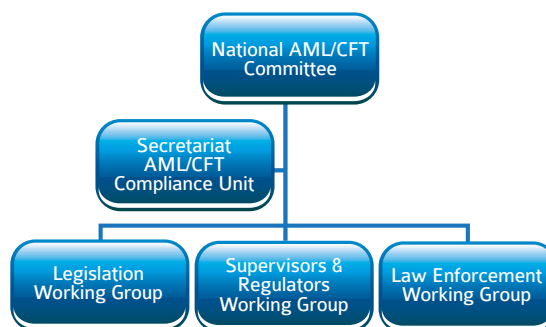 National AML/CFT
Committee
Secretariat
AML/CFT
Compliance Unit
Legislation
Working Group
Supervisors &
Regulators
Working Group
Law Enforcement
Working Group